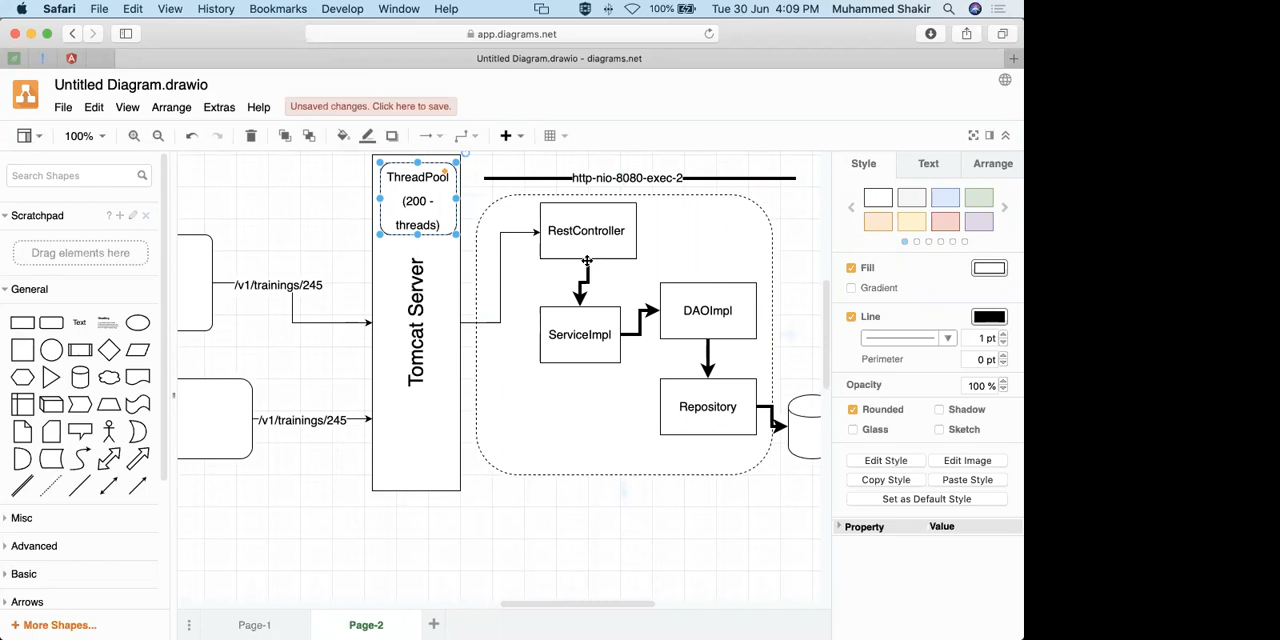 Safari File Edit View History Bookmarks Develop Window Help 100% Tue 30 Jun 4:09 PM Muhammed Shakir
app.diagrams.net
Untitled Diagram.drawio - diagrams.net
Untitled Diagram.drawio
File Edit View Arrange Extras Help Unsaved changes. Click here to save.
100%
Search Shapes
Scratchpad ?
Drag elements here
General
Text
Heading
Misc
Advanced
Basic
Arrows
+ More Shapes...
ThreadPool
(200 -
threads)
Tomcat Server
/v1/trainings/245
/v1/trainings/245
http-nio-8080-exec-2
RestController
ServiceImpl
DAOImpl
Repository
Page-1 Page-2
Style Text Arrange
Fill
Gradient
Line
1 pt
Perimeter 0 pt
Opacity 100 %
Rounded Shadow
Glass Sketch
Edit Style Edit Image
Copy Style Paste Style
Set as Default Style
Property Value